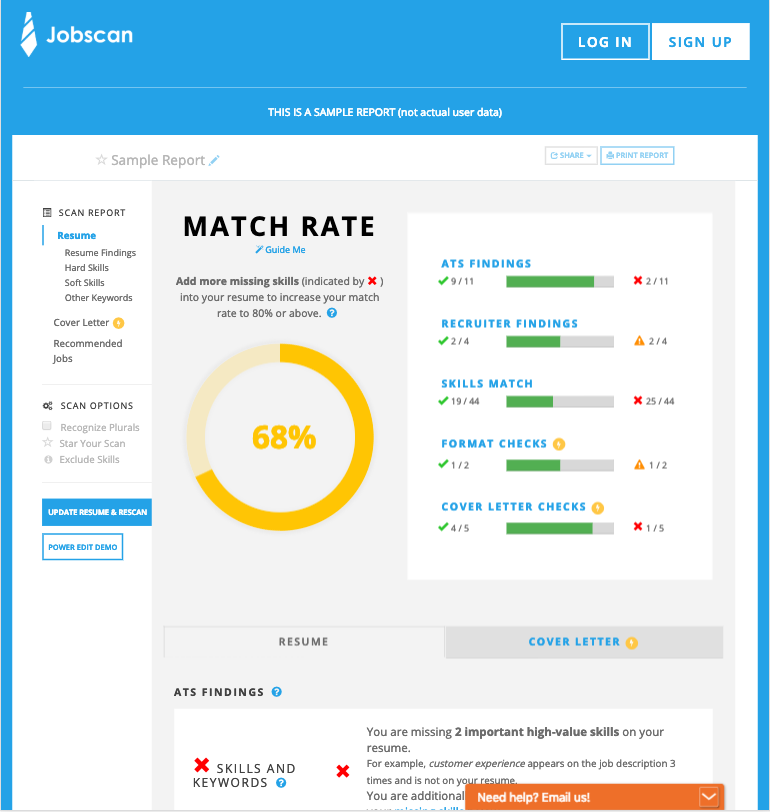 Jobscan
LOG IN
SIGN UP
THIS IS A SAMPLE REPORT (not actual user data)
Sample Report
SHARE
PRINT REPORT
SCAN REPORT
Resume
Resume Findings
Hard Skills
Soft Skills
Other Keywords
Cover Letter
Recommended
Jobs
SCAN OPTIONS
Recognize Plurals
Star Your Scan
Exclude Skills
UPDATE RESUME & RESCAN
POWER EDIT DEMO
MATCH RATE
Guide Me
Add more missing skills (indicated by ✖ )
into your resume to increase your match
rate to 80% or above.
68%
ATS FINDINGS
9 / 11
2 / 11
RECRUITER FINDINGS
2 / 4
2 / 4
SKILLS MATCH
19 / 44
25 / 44
FORMAT CHECKS
1 / 2
1 / 2
COVER LETTER CHECKS
4 / 5
1 / 5
RESUME
COVER LETTER
ATS FINDINGS
SKILLS AND
KEYWORDS
You are missing 2 important high-value skills on your
resume.
For example, customer experience appears on the job description 3
times and is not on your resume.
You are additional
your missing skills
Need help? Email us!